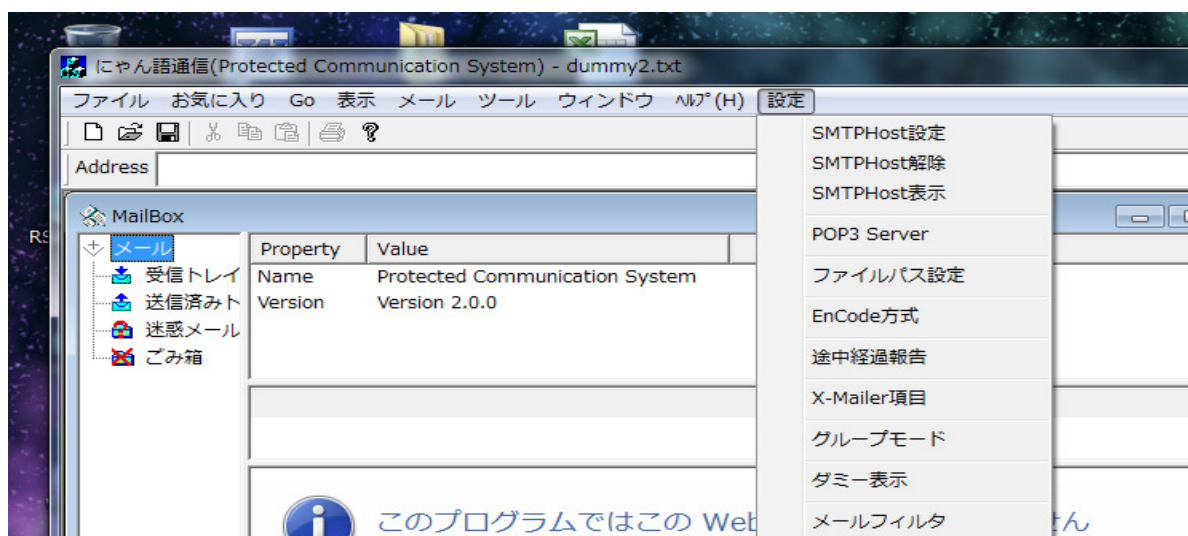 にゃん語通信(Protected Communication System) - dummy2.txt
ファイル お気に入り Go 表示 メール ツール ウィンドウ ﾍﾙﾌﾟ(H) 設定
Address
SMTPHost設定
SMTPHost解除
SMTPHost表示
POP3 Server
ファイルパス設定
EnCode方式
途中経過報告
X-Mailer項目
グループモード
ダミー表示
メールフィルタ
MailBox
メール
受信トレイ
送信済みト
迷惑メール
ごみ箱
Property Value
Name Protected Communication System
Version Version 2.0.0
このプログラムではこの Web
せん